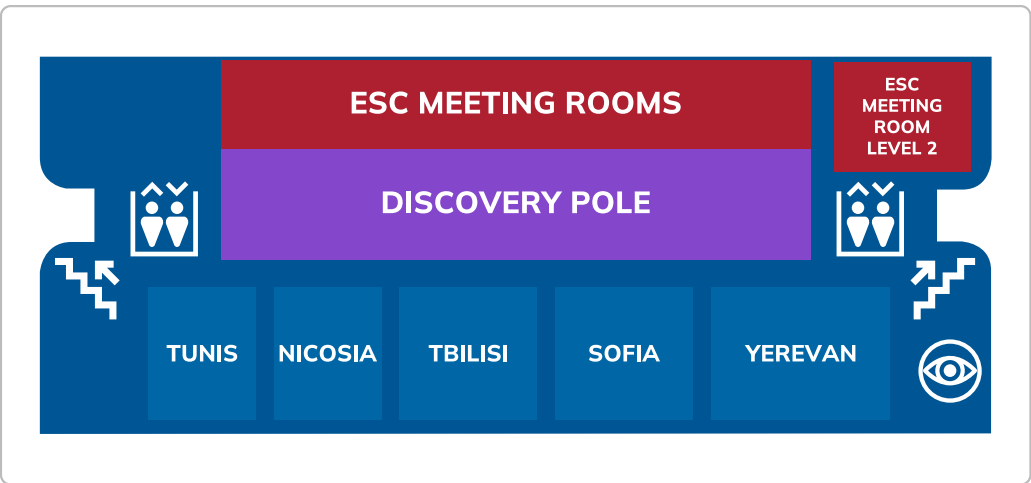 ESC MEETING ROOMS
ESC
MEETING
ROOM
LEVEL 2
DISCOVERY POLE
TUNIS
NICOSIA
TBILISI
SOFIA
YEREVAN